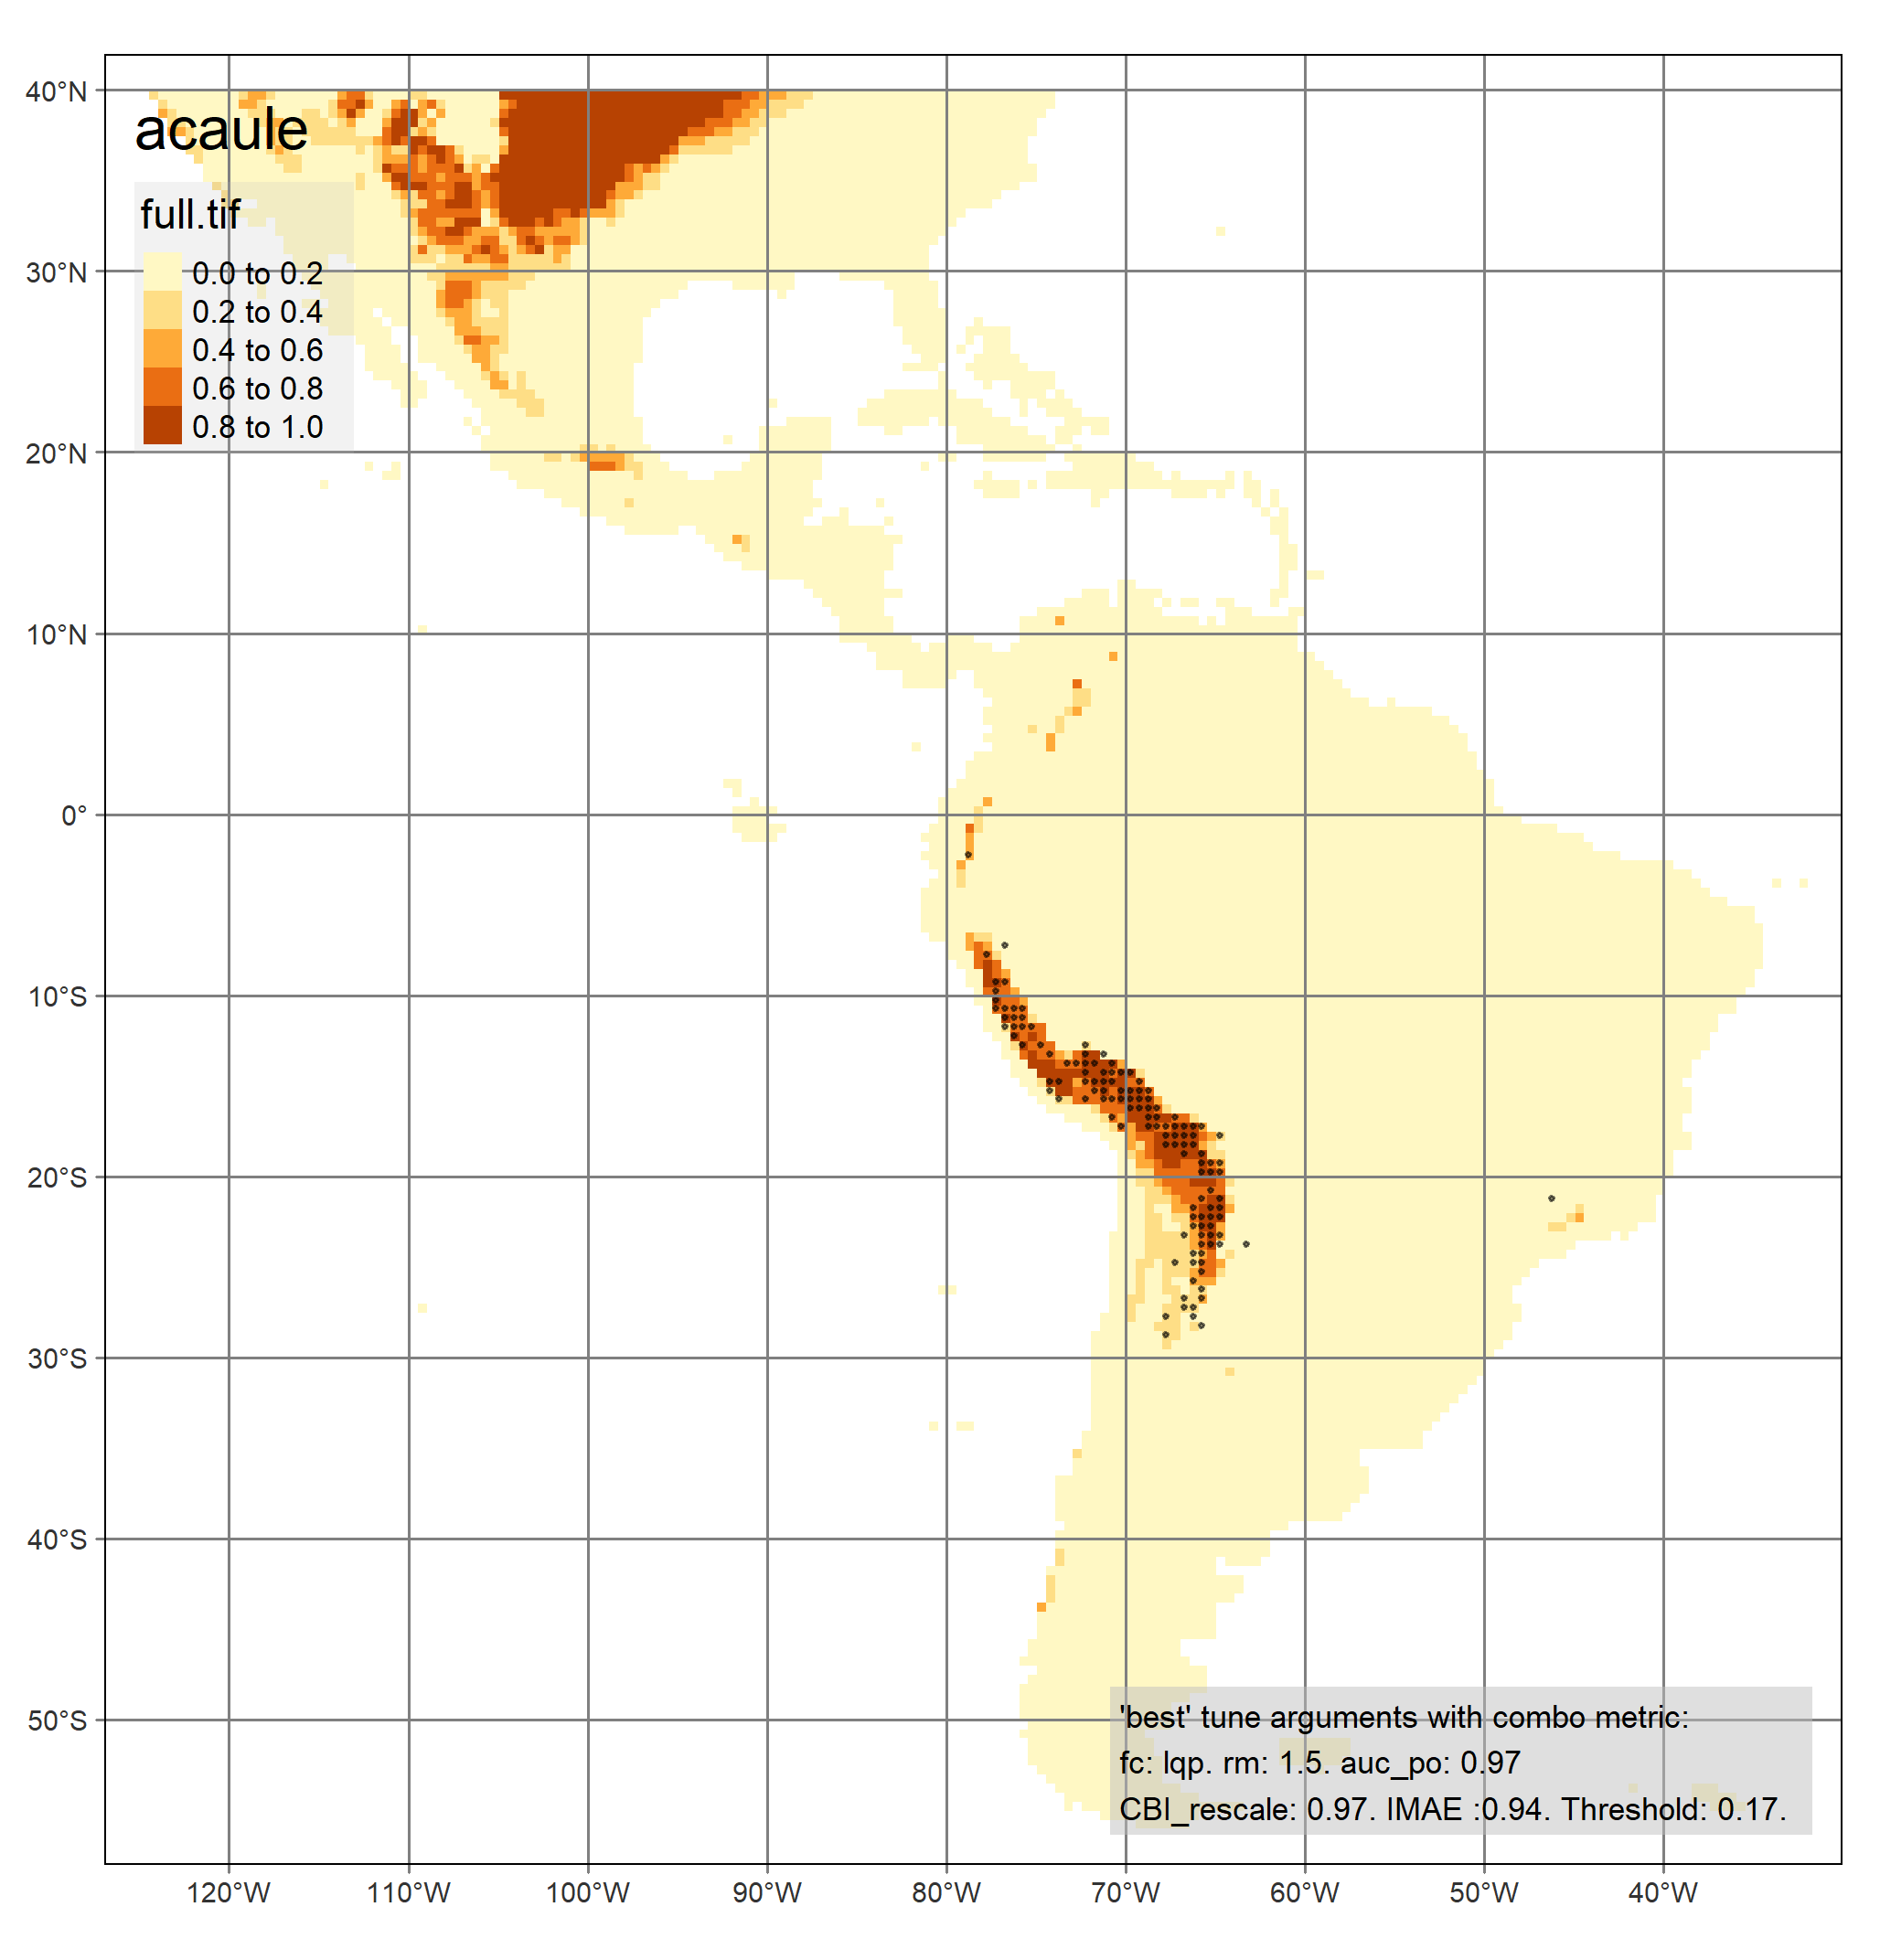 acaule
full.tif
0.0 to 0.2
0.2 to 0.4
0.4 to 0.6
0.6 to 0.8
0.8 to 1.0
40°N
30°N
20°N
10°N
0°
10°S
20°S
30°S
40°S
50°S
'best' tune arguments with combo metric:
fc: lqp. rm: 1.5. auc_po: 0.97
CBI_rescale: 0.97. IMAE :0.94. Threshold: 0.17.
120°W 110°W 100°W 90°W 80°W 70°W 60°W 50°W 40°W